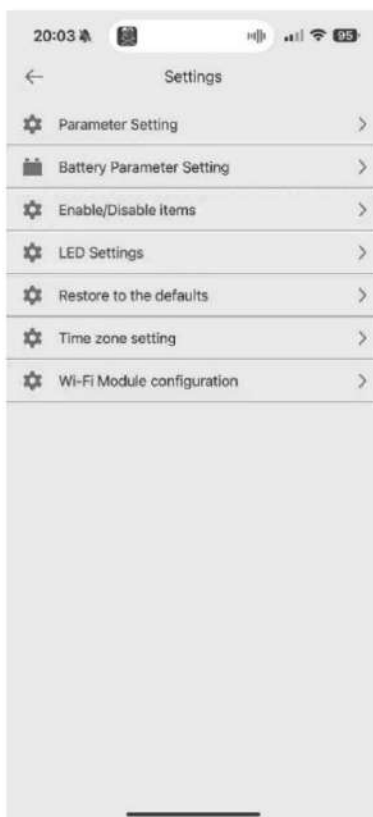 20:03
95
Settings
Parameter Setting
Battery Parameter Setting
Enable/Disable items
LED Settings
Restore to the defaults
Time zone setting
Wi-Fi Module configuration